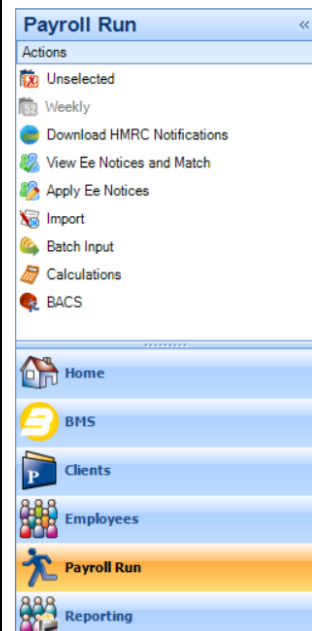 Payroll Run «
Actions
Unselected
Weekly
Download HMRC Notifications
View Ee Notices and Match
Apply Ee Notices
Import
Batch Input
Calculations
BACS
Home
BMS
P
Clients
Employees
Payroll Run
Reporting